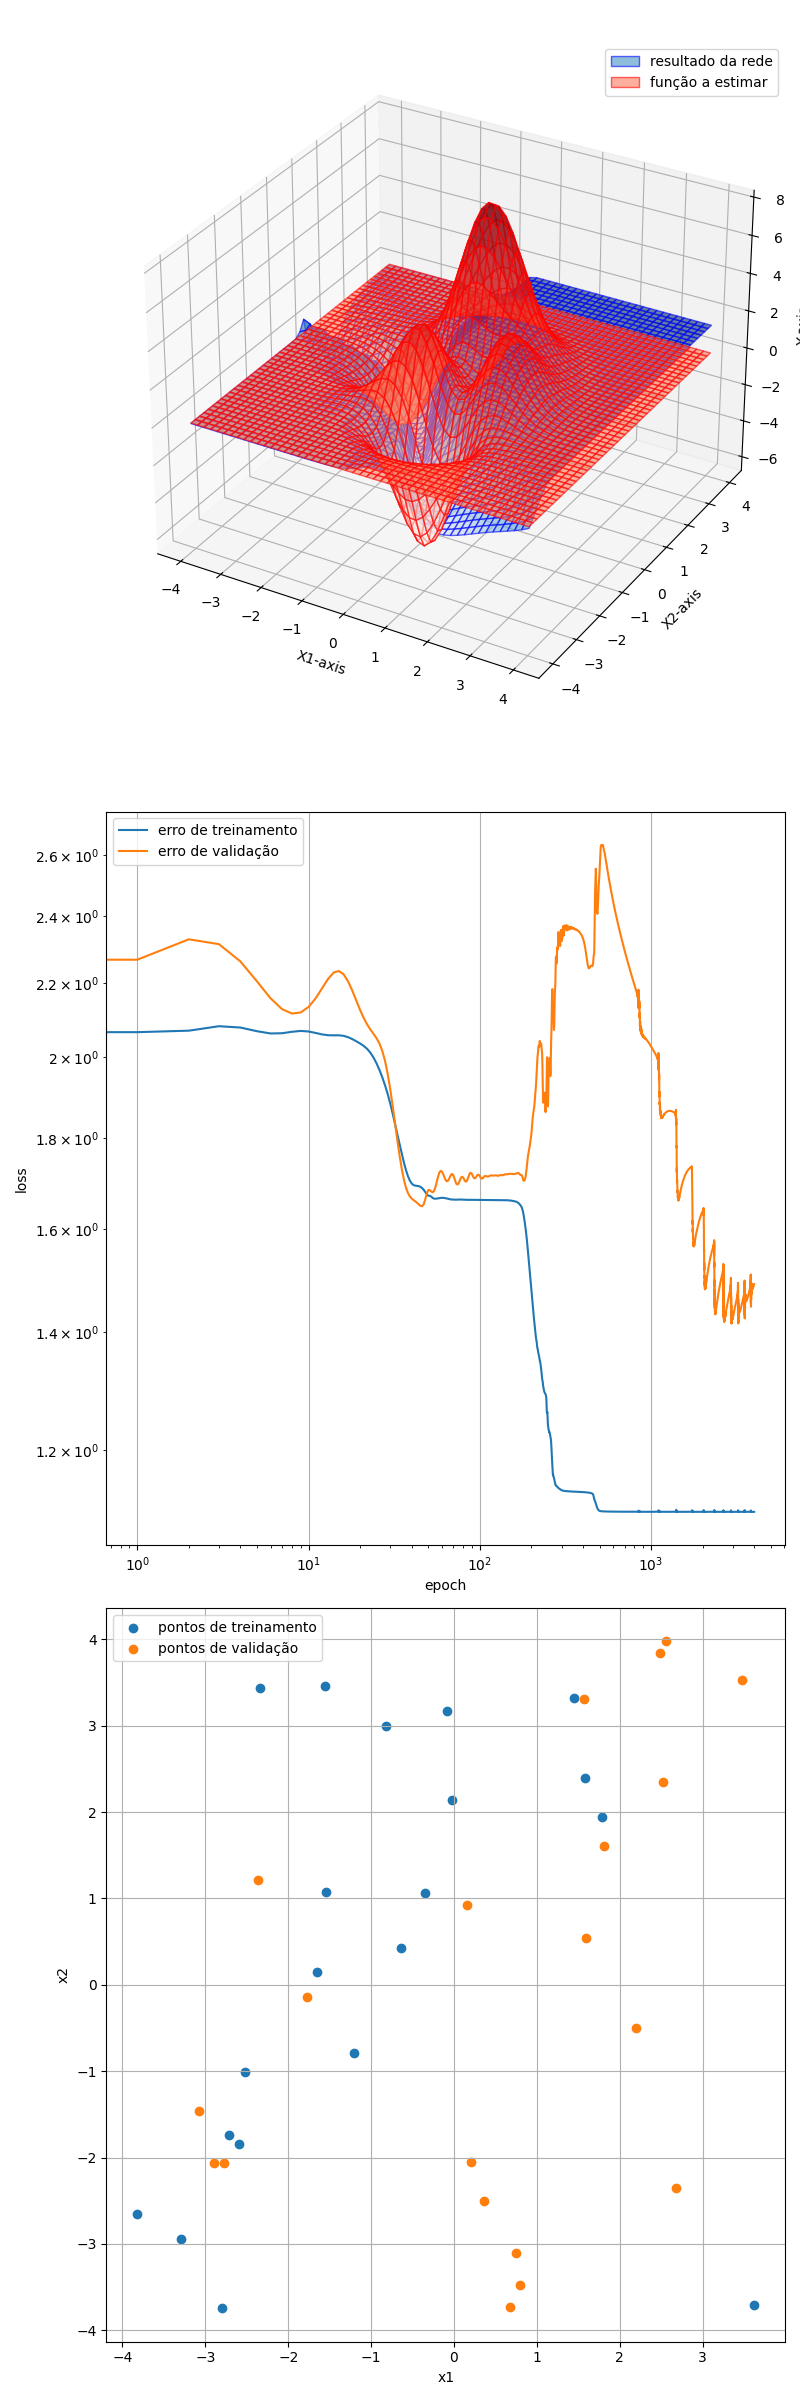 resultado da rede
função a estimar
8
6
4
2
0
−2
−4
−6
−4
−3
−2
−1
0
1
2
3
4
X1-axis
−4
−3
−2
−1
0
1
2
3
4
X2-axis
erro de treinamento
erro de validação
2.6 × 10⁰
2.4 × 10⁰
2.2 × 10⁰
2 × 10⁰
1.8 × 10⁰
1.6 × 10⁰
1.4 × 10⁰
1.2 × 10⁰
loss
10⁰ 10¹ 10² 10³
epoch
pontos de treinamento
pontos de validação
4
3
2
1
0
−1
−2
−3
−4
x2
−4 −3 −2 −1 0 1 2 3
x1